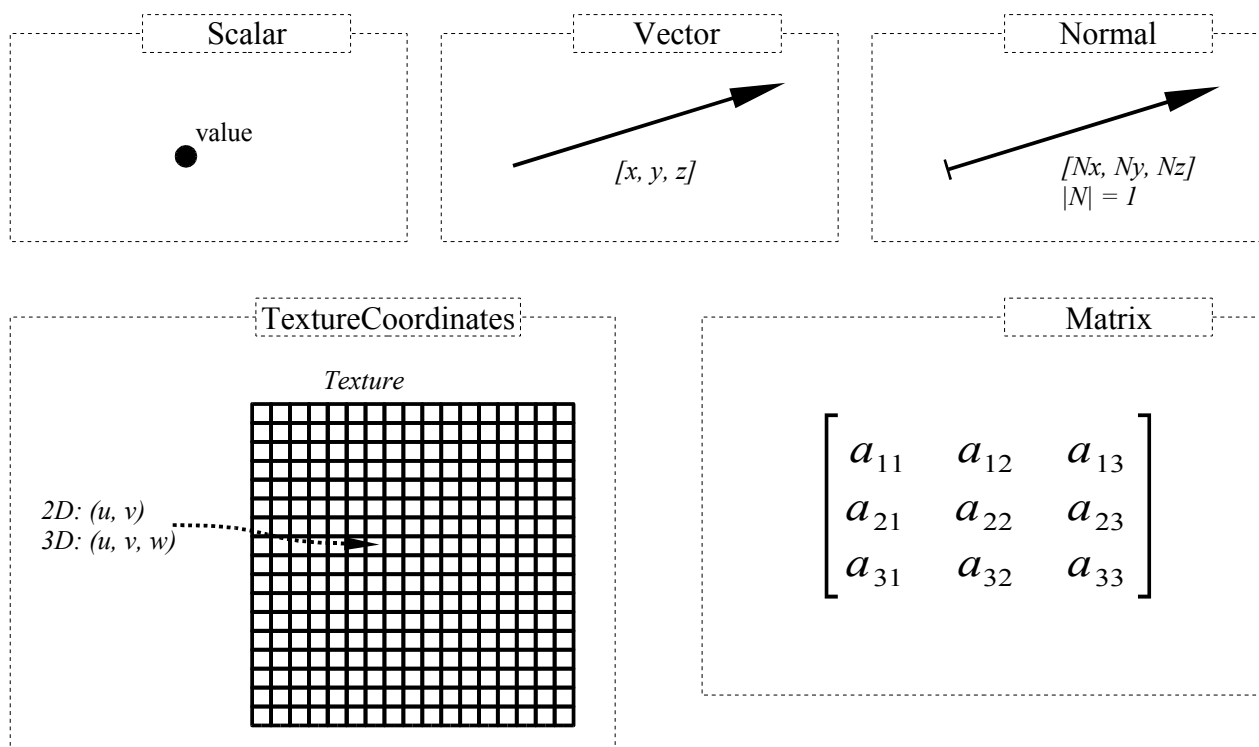 Scalar
value
Vector
[x, y, z]
Normal
[Nx, Ny, Nz]
|N| = 1
TextureCoordinates
Texture
2D: (u, v)
3D: (u, v, w)
Matrix
a11 a12 a13
a21 a22 a23
a31 a32 a33